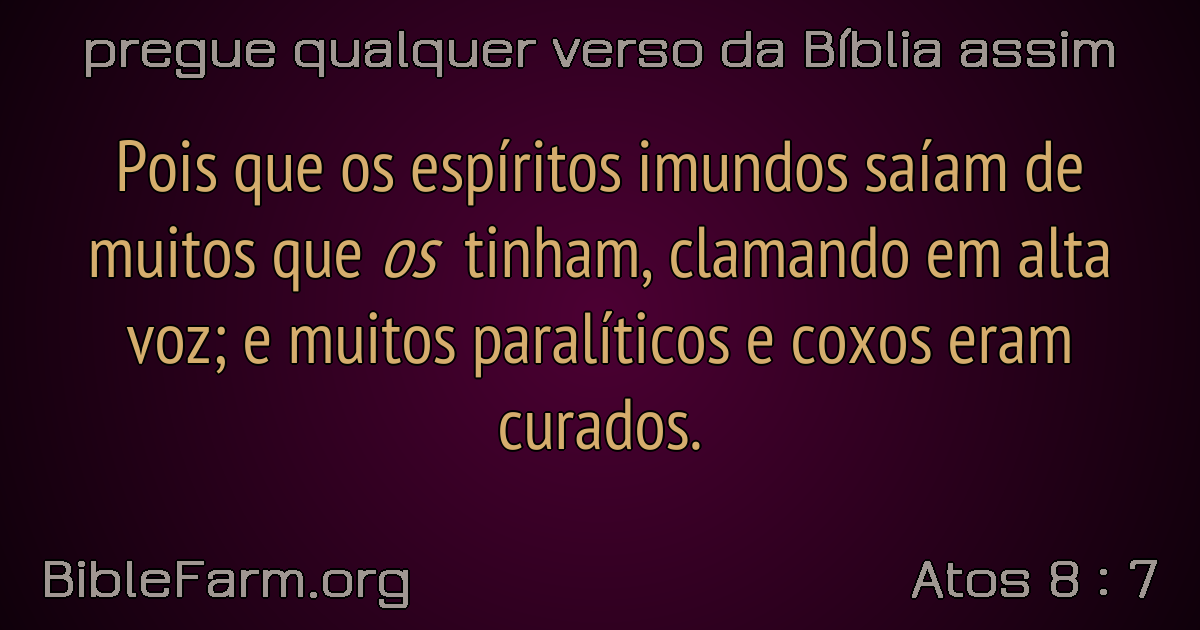 pregue qualquer verso da Bíblia assim
Pois que os espíritos imundos saíam de
muitos que os tinham, clamando em alta
voz; e muitos paralíticos e coxos eram
curados.
BibleFarm.org
Atos 8 : 7